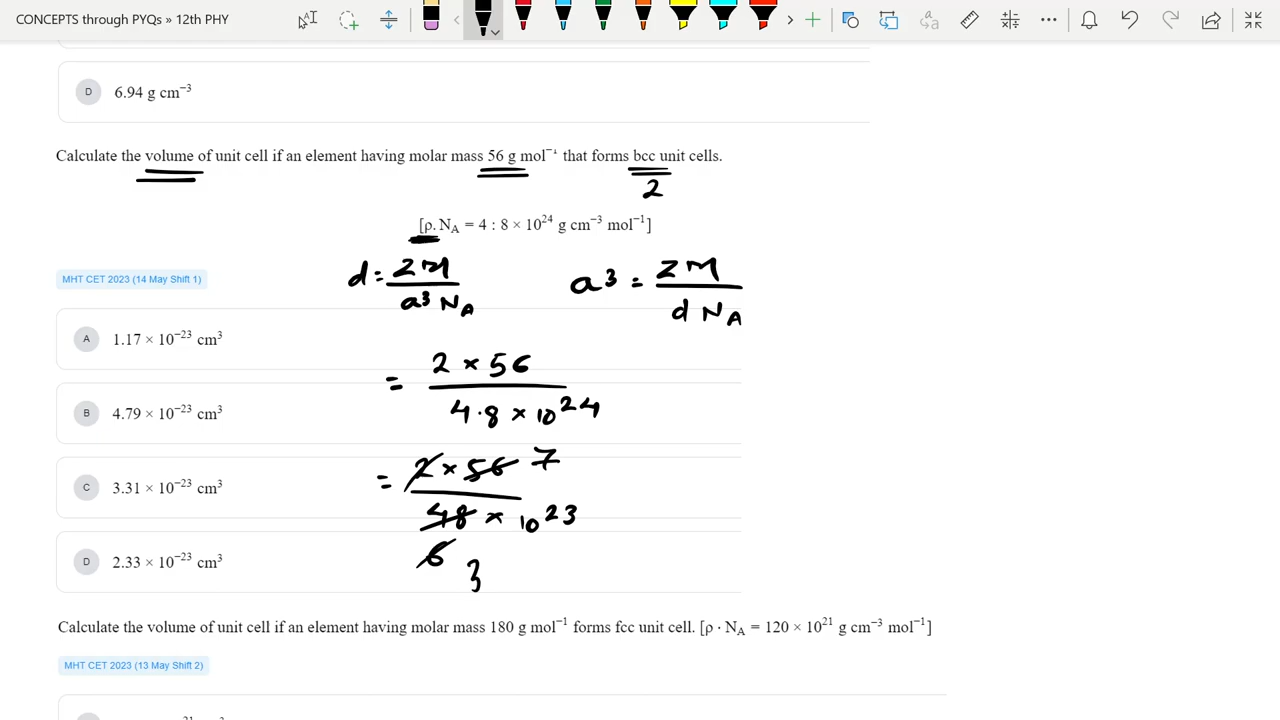 CONCEPTS through PYQs » 12th PHY
D 6.94 g cm⁻³
Calculate the volume of unit cell if an element having molar mass 56 g mol⁻¹ that forms bcc unit cells.
2
[ρ. N_A = 4 : 8 × 10²⁴ g cm⁻³ mol⁻¹]
MHT CET 2023 (14 May Shift 1)
d = ZM / a³ N_A
a³ = ZM / d N_A
A 1.17 × 10⁻²³ cm³
= 2 × 56 / 4.8 × 10²⁴
B 4.79 × 10⁻²³ cm³
= 2 × 56 7 / 48 × 10²³
C 3.31 × 10⁻²³ cm³
6 3
D 2.33 × 10⁻²³ cm³
Calculate the volume of unit cell if an element having molar mass 180 g mol⁻¹ forms fcc unit cell. [ρ · N_A = 120 × 10²¹ g cm⁻³ mol⁻¹]
MHT CET 2023 (13 May Shift 2)